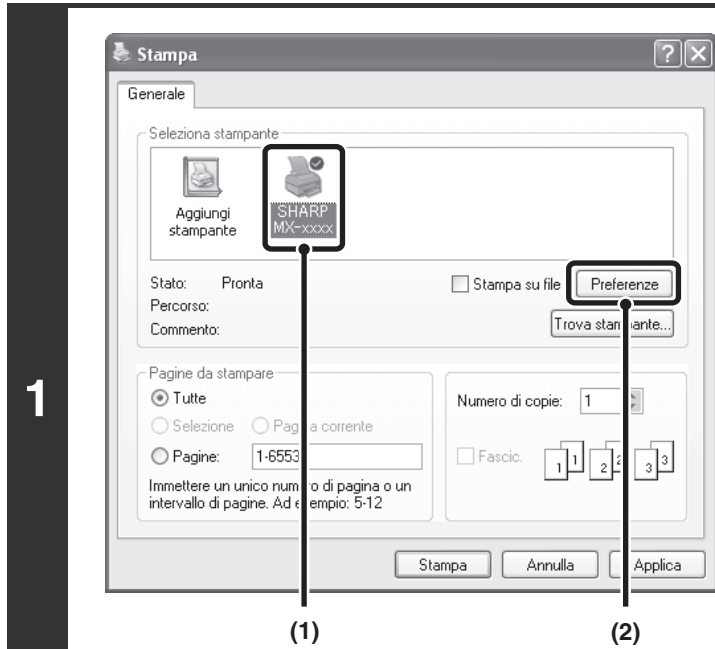 1
Stampa
Generale
Seleziona stampante
Aggiungi
stampante
SHARP
MX-xxxx
Stato: Pronta
Percorso:
Commento:
Stampa su file
Preferenze
Trova stampante...
Pagine da stampare
Tutte
Selezione
Pagina corrente
Pagine:
1-6553
Immettere un unico numero di pagina o un
intervallo di pagine. Ad esempio: 5-12
Numero di copie: 1
Fascic.
1 1 2 2 3 3
Stampa
Annulla
Applica
(1)
(2)